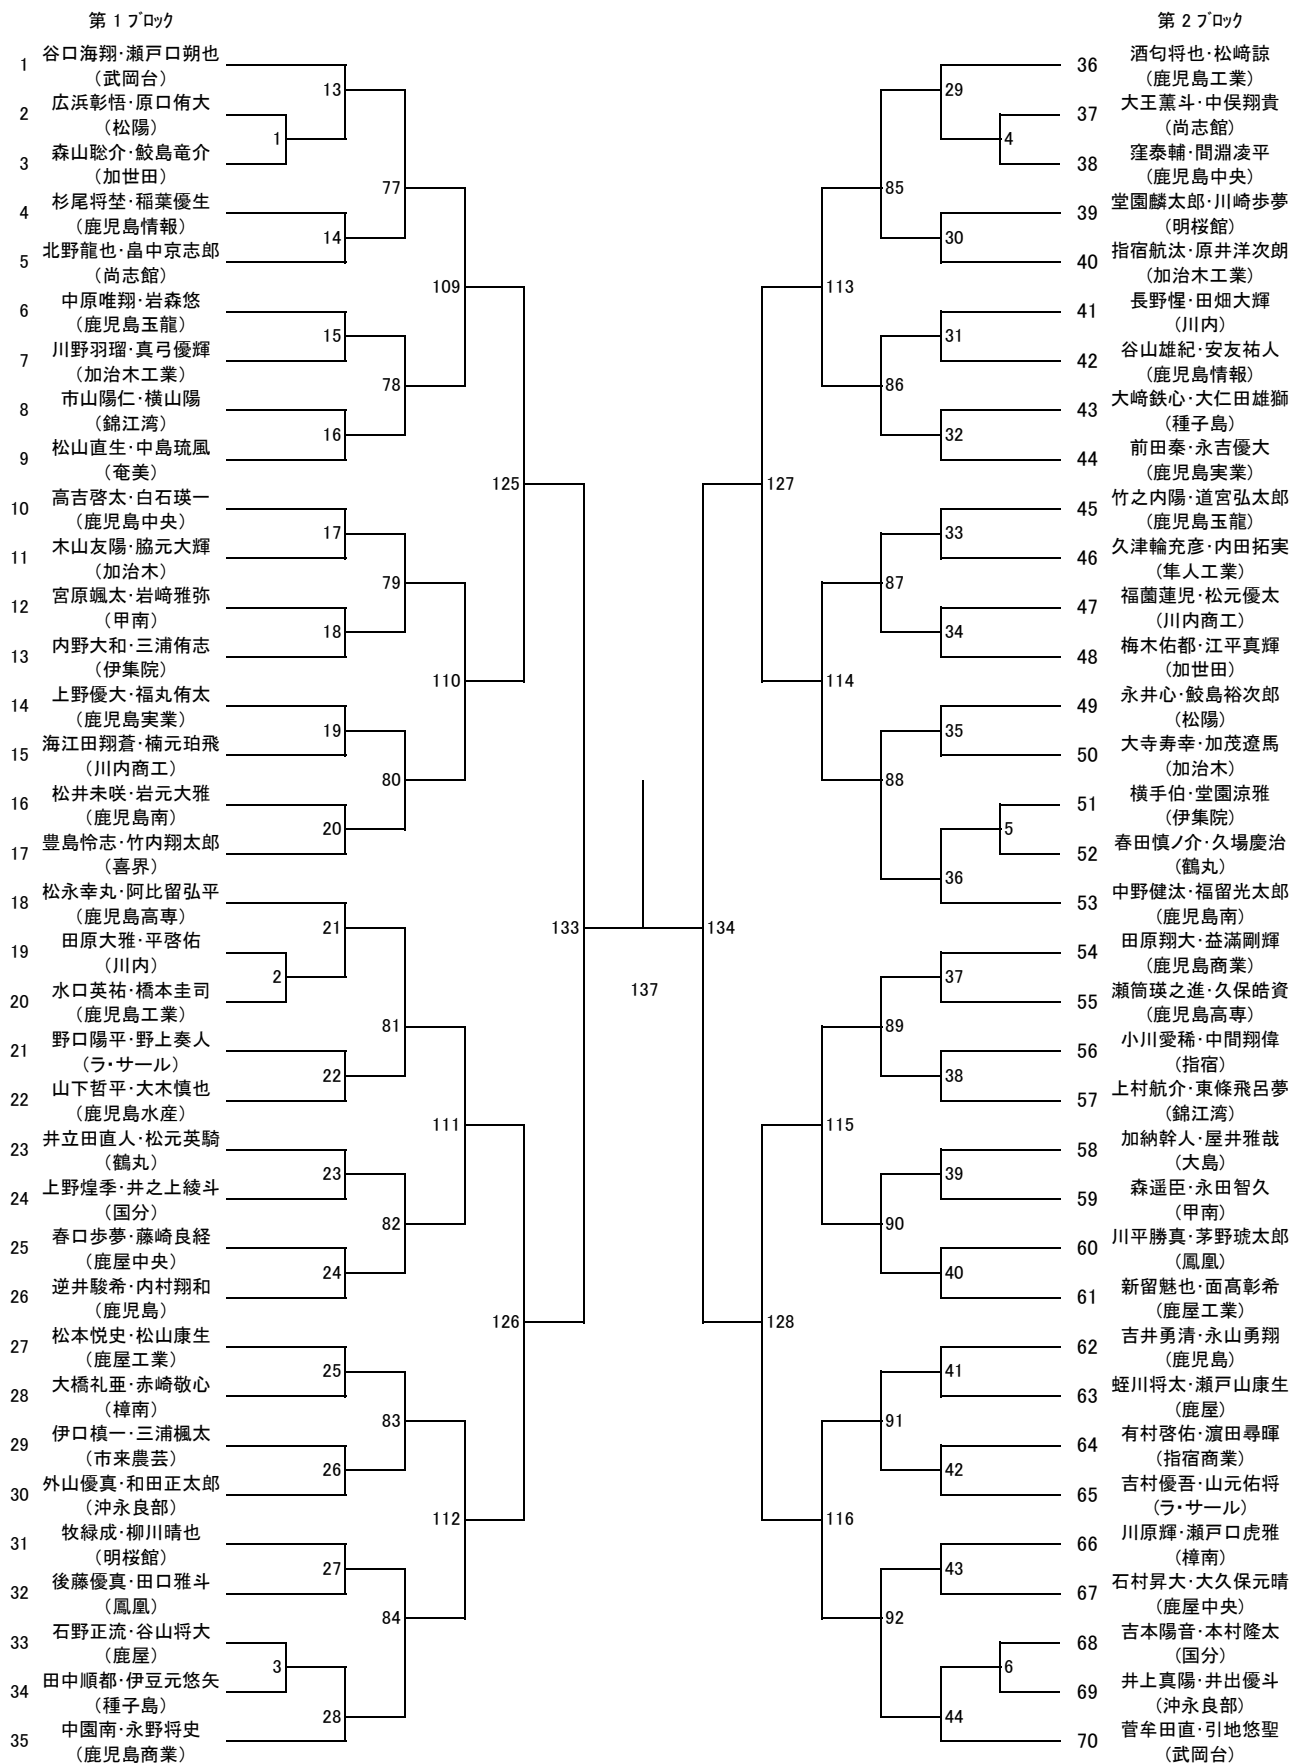 第１ブロック
1 谷口海翔・瀬戸口朔也
（武岡台）
2 広浜彰悟・原口侑大
（松陽）
3 森山聡介・鮫島竜介
（加世田）
4 杉尾将埜・稲葉優生
（鹿児島情報）
5 北野龍也・畠中京志郎
（尚志館）
6 中原唯翔・岩森悠
（鹿児島玉龍）
7 川野羽瑠・真弓優輝
（加治木工業）
8 市山陽仁・横山陽
（錦江湾）
9 松山直生・中島琉風
（奄美）
10 高吉啓太・白石瑛一
（鹿児島中央）
11 木山友陽・脇元大輝
（加治木）
12 宮原颯太・岩﨑雅弥
（甲南）
13 内野大和・三浦侑志
（伊集院）
14 上野優大・福丸侑太
（鹿児島実業）
15 海江田翔蒼・楠元珀飛
（川内商工）
16 松井未咲・岩元大雅
（鹿児島南）
17 豊島怜志・竹内翔太郎
（喜界）
18 松永幸丸・阿比留弘平
（鹿児島高専）
19 田原大雅・平啓佑
（川内）
20 水口英祐・橋本圭司
（鹿児島工業）
21 野口陽平・野上奏人
（ラ・サール）
22 山下哲平・大木慎也
（鹿児島水産）
23 井立田直人・松元英騎
（鶴丸）
24 上野煌季・井之上綾斗
（国分）
25 春口歩夢・藤崎良経
（鹿屋中央）
26 逆井駿希・内村翔和
（鹿児島）
27 松本悦史・松山康生
（鹿屋工業）
28 大橋礼亜・赤崎敬心
（樟南）
29 伊口槙一・三浦楓太
（市来農芸）
30 外山優真・和田正太郎
（沖永良部）
31 牧緑成・柳川晴也
（明桜館）
32 後藤優真・田口雅斗
（鳳凰）
33 石野正流・谷山将大
（鹿屋）
34 田中順都・伊豆元悠矢
（種子島）
35 中園南・永野将史
（鹿児島商業）
1
2
3
13
14
15
16
17
18
19
20
21
22
23
24
25
26
27
28
77
78
79
80
81
82
83
84
109
110
111
112
125
126
133
137
134
127
128
113
114
115
116
85
86
87
88
89
90
91
92
29
30
31
32
33
34
35
36
37
38
39
40
41
42
43
44
4
5
6
第２ブロック
36 酒匂将也・松﨑諒
（鹿児島工業）
37 大王薫斗・中俣翔貴
（尚志館）
38 窪泰輔・間淵凌平
（鹿児島中央）
39 堂園麟太郎・川崎歩夢
（明桜館）
40 指宿航汰・原井洋次朗
（加治木工業）
41 長野惺・田畑大輝
（川内）
42 谷山雄紀・安友祐人
（鹿児島情報）
43 大﨑鉄心・大仁田雄獅
（種子島）
44 前田秦・永吉優大
（鹿児島実業）
45 竹之内陽・道宮弘太郎
（鹿児島玉龍）
46 久津輪充彦・内田拓実
（隼人工業）
47 福薗蓮児・松元優太
（川内商工）
48 梅木佑都・江平真輝
（加世田）
49 永井心・鮫島裕次郎
（松陽）
50 大寺寿幸・加茂遼馬
（加治木）
51 横手伯・堂園涼雅
（伊集院）
52 春田慎ノ介・久場慶治
（鶴丸）
53 中野健汰・福留光太郎
（鹿児島南）
54 田原翔大・益滿剛輝
（鹿児島商業）
55 瀬筒瑛之進・久保皓資
（鹿児島高専）
56 小川愛稀・中間翔偉
（指宿）
57 上村航介・東條飛呂夢
（錦江湾）
58 加納幹人・屋井雅哉
（大島）
59 森遥臣・永田智久
（甲南）
60 川平勝真・茅野琥太郎
（鳳凰）
61 新留魅也・面髙彰希
（鹿屋工業）
62 吉井勇清・永山勇翔
（鹿児島）
63 蛭川将太・瀬戸山康生
（鹿屋）
64 有村啓佑・濵田尋暉
（指宿商業）
65 吉村優吾・山元佑将
（ラ・サール）
66 川原輝・瀬戸口虎雅
（樟南）
67 石村昇大・大久保元晴
（鹿屋中央）
68 吉本陽音・本村隆太
（国分）
69 井上真陽・井出優斗
（沖永良部）
70 菅牟田直・引地悠聖
（武岡台）